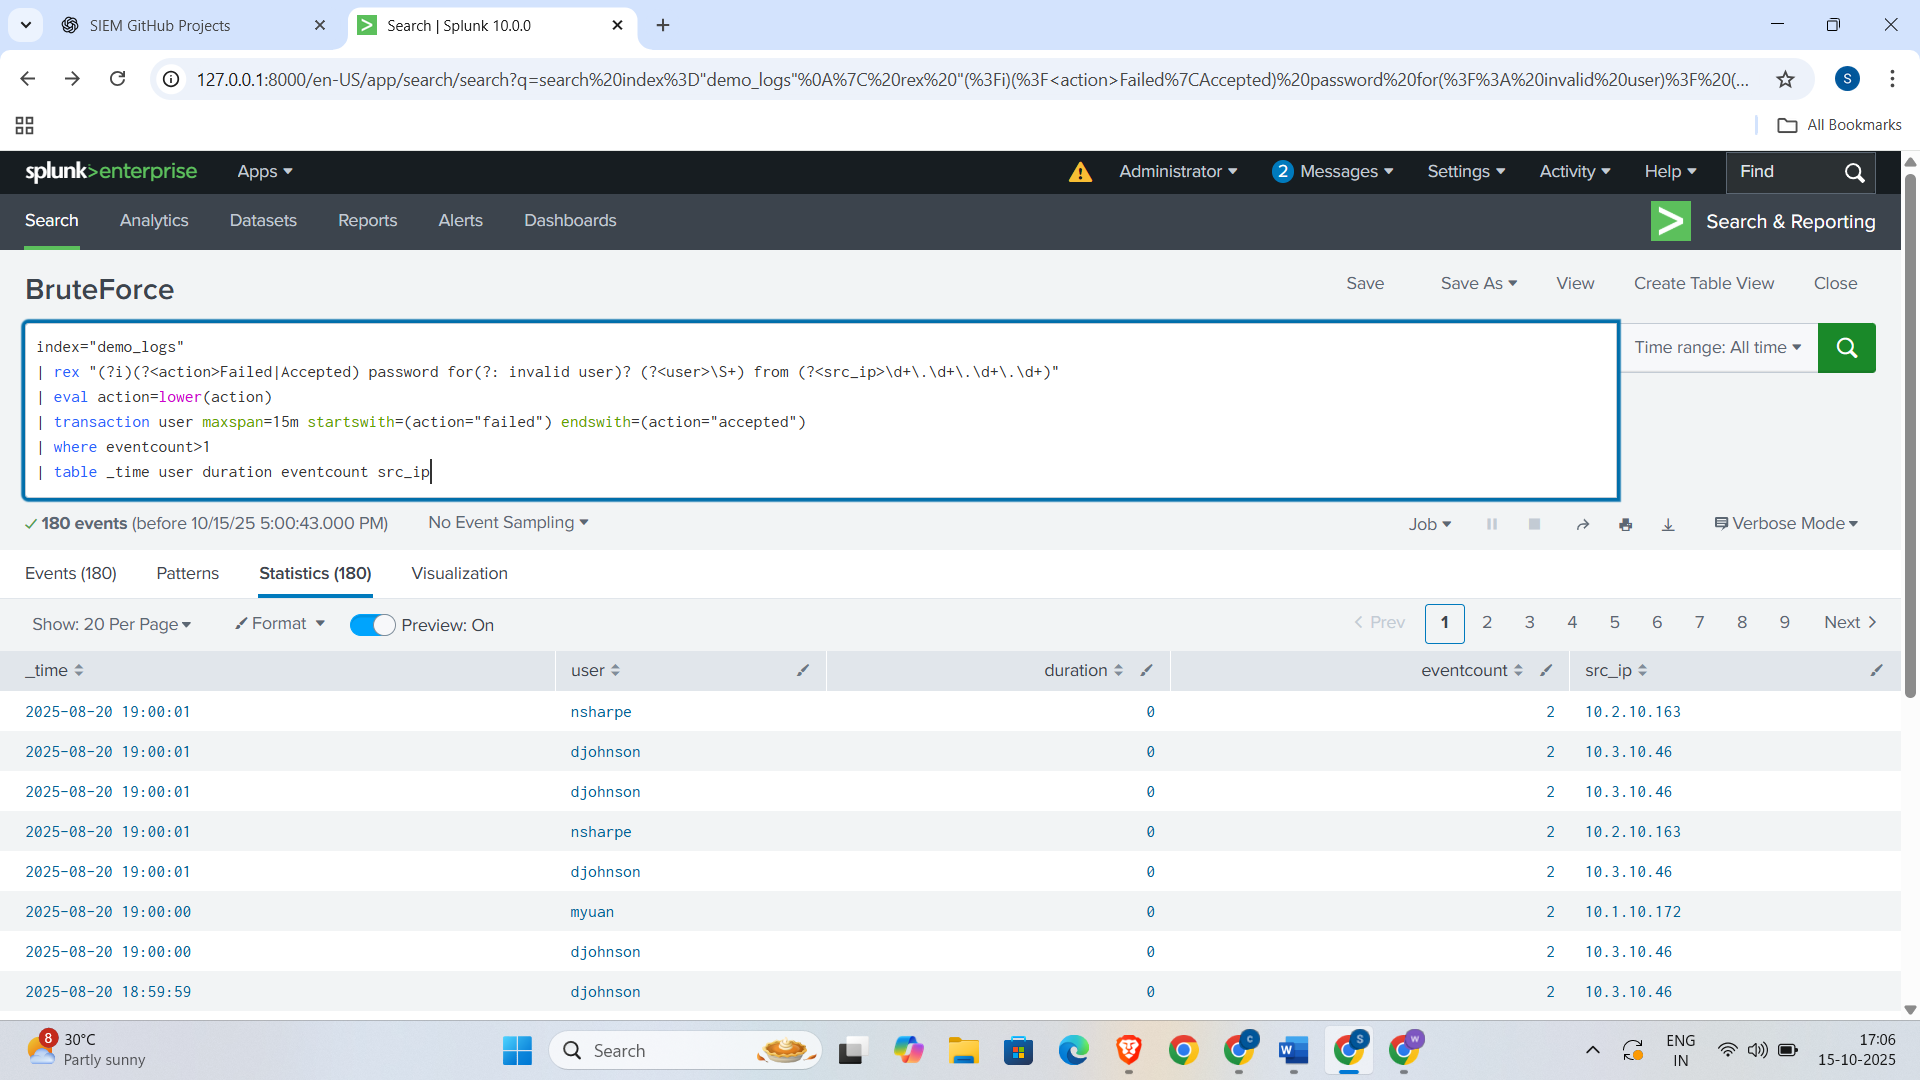 SIEM GitHub Projects
Search | Splunk 10.0.0
127.0.0.1:8000/en-US/app/search/search?q=search%20index%3D"demo_logs"%0A%7C%20rex%20"(%3Fi)(%3F<action>Failed%7CAccepted)%20password%20for(%3F%3A%20invalid%20user)%3F%20(...
S
All Bookmarks
splunk>enterprise
Apps
Administrator
2 Messages
Settings
Activity
Help
Find
Search
Analytics
Datasets
Reports
Alerts
Dashboards
Search & Reporting
BruteForce
Save
Save As
View
Create Table View
Close
index="demo_logs"
| rex "(?i)(?<action>Failed|Accepted) password for(?: invalid user)? (?<user>\S+) from (?<src_ip>\d+\.\d+\.\d+\.\d+)"
| eval action=lower(action)
| transaction user maxspan=15m startswith=(action="failed") endswith=(action="accepted")
| where eventcount>1
| table _time user duration eventcount src_ip
Time range: All time
180 events (before 10/15/25 5:00:43.000 PM)
No Event Sampling
Job
Verbose Mode
Events (180)
Patterns
Statistics (180)
Visualization
Show: 20 Per Page
Format
Preview: On
Prev
1 2 3 4 5 6 7 8 9
Next
_time user duration eventcount src_ip
2025-08-20 19:00:01 nsharpe 0 2 10.2.10.163
2025-08-20 19:00:01 djohnson 0 2 10.3.10.46
2025-08-20 19:00:01 djohnson 0 2 10.3.10.46
2025-08-20 19:00:01 nsharpe 0 2 10.2.10.163
2025-08-20 19:00:01 djohnson 0 2 10.3.10.46
2025-08-20 19:00:00 myuan 0 2 10.1.10.172
2025-08-20 19:00:00 djohnson 0 2 10.3.10.46
2025-08-20 18:59:59 djohnson 0 2 10.3.10.46
8
30°C
Partly sunny
Search
C
W
S
W
ENG
IN
17:06
15-10-2025